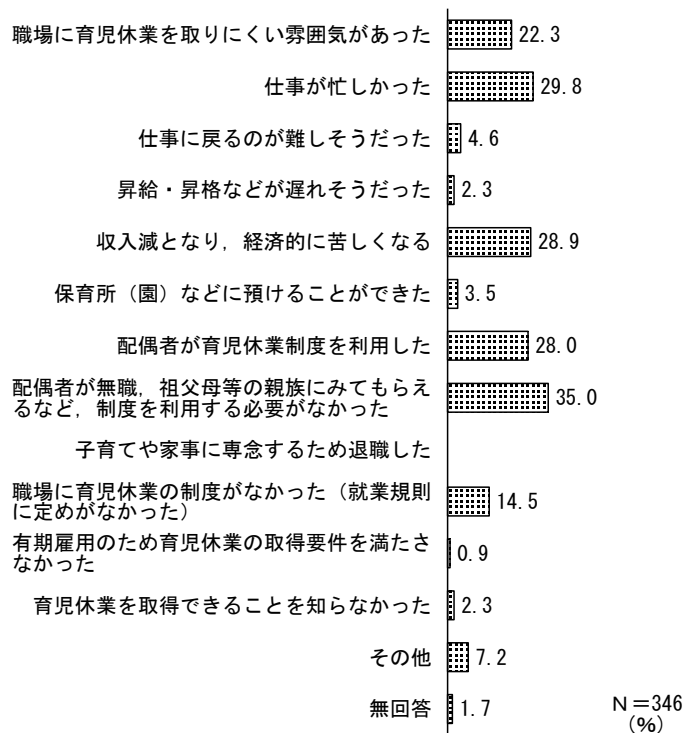 職場に育児休業を取りにくい雰囲気があった 22.3
仕事が忙しかった 29.8
仕事に戻るのが難しそうだった 4.6
昇給・昇格などが遅れそうだった 2.3
収入減となり，経済的に苦しくなる 28.9
保育所（園）などに預けることができた 3.5
配偶者が育児休業制度を利用した 28.0
配偶者が無職，祖父母等の親族にみてもらえ
るなど，制度を利用する必要がなかった 35.0
子育てや家事に専念するため退職した
職場に育児休業の制度がなかった（就業規則
に定めがなかった） 14.5
有期雇用のため育児休業の取得要件を満たさ
なかった 0.9
育児休業を取得できることを知らなかった 2.3
その他 7.2
無回答 1.7
N＝346
（%）